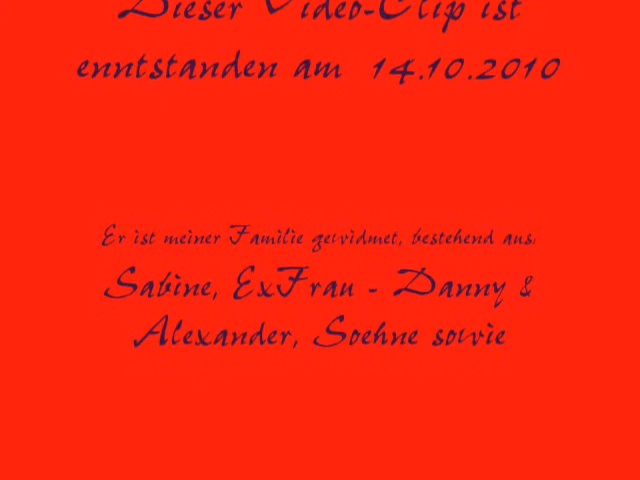 Dieser Video-Clip ist
enntstanden am 14.10.2010
Er ist meiner Familie gewidmet, bestehend aus:
Sabine, ExFrau - Danny &
Alexander, Soehne sowie